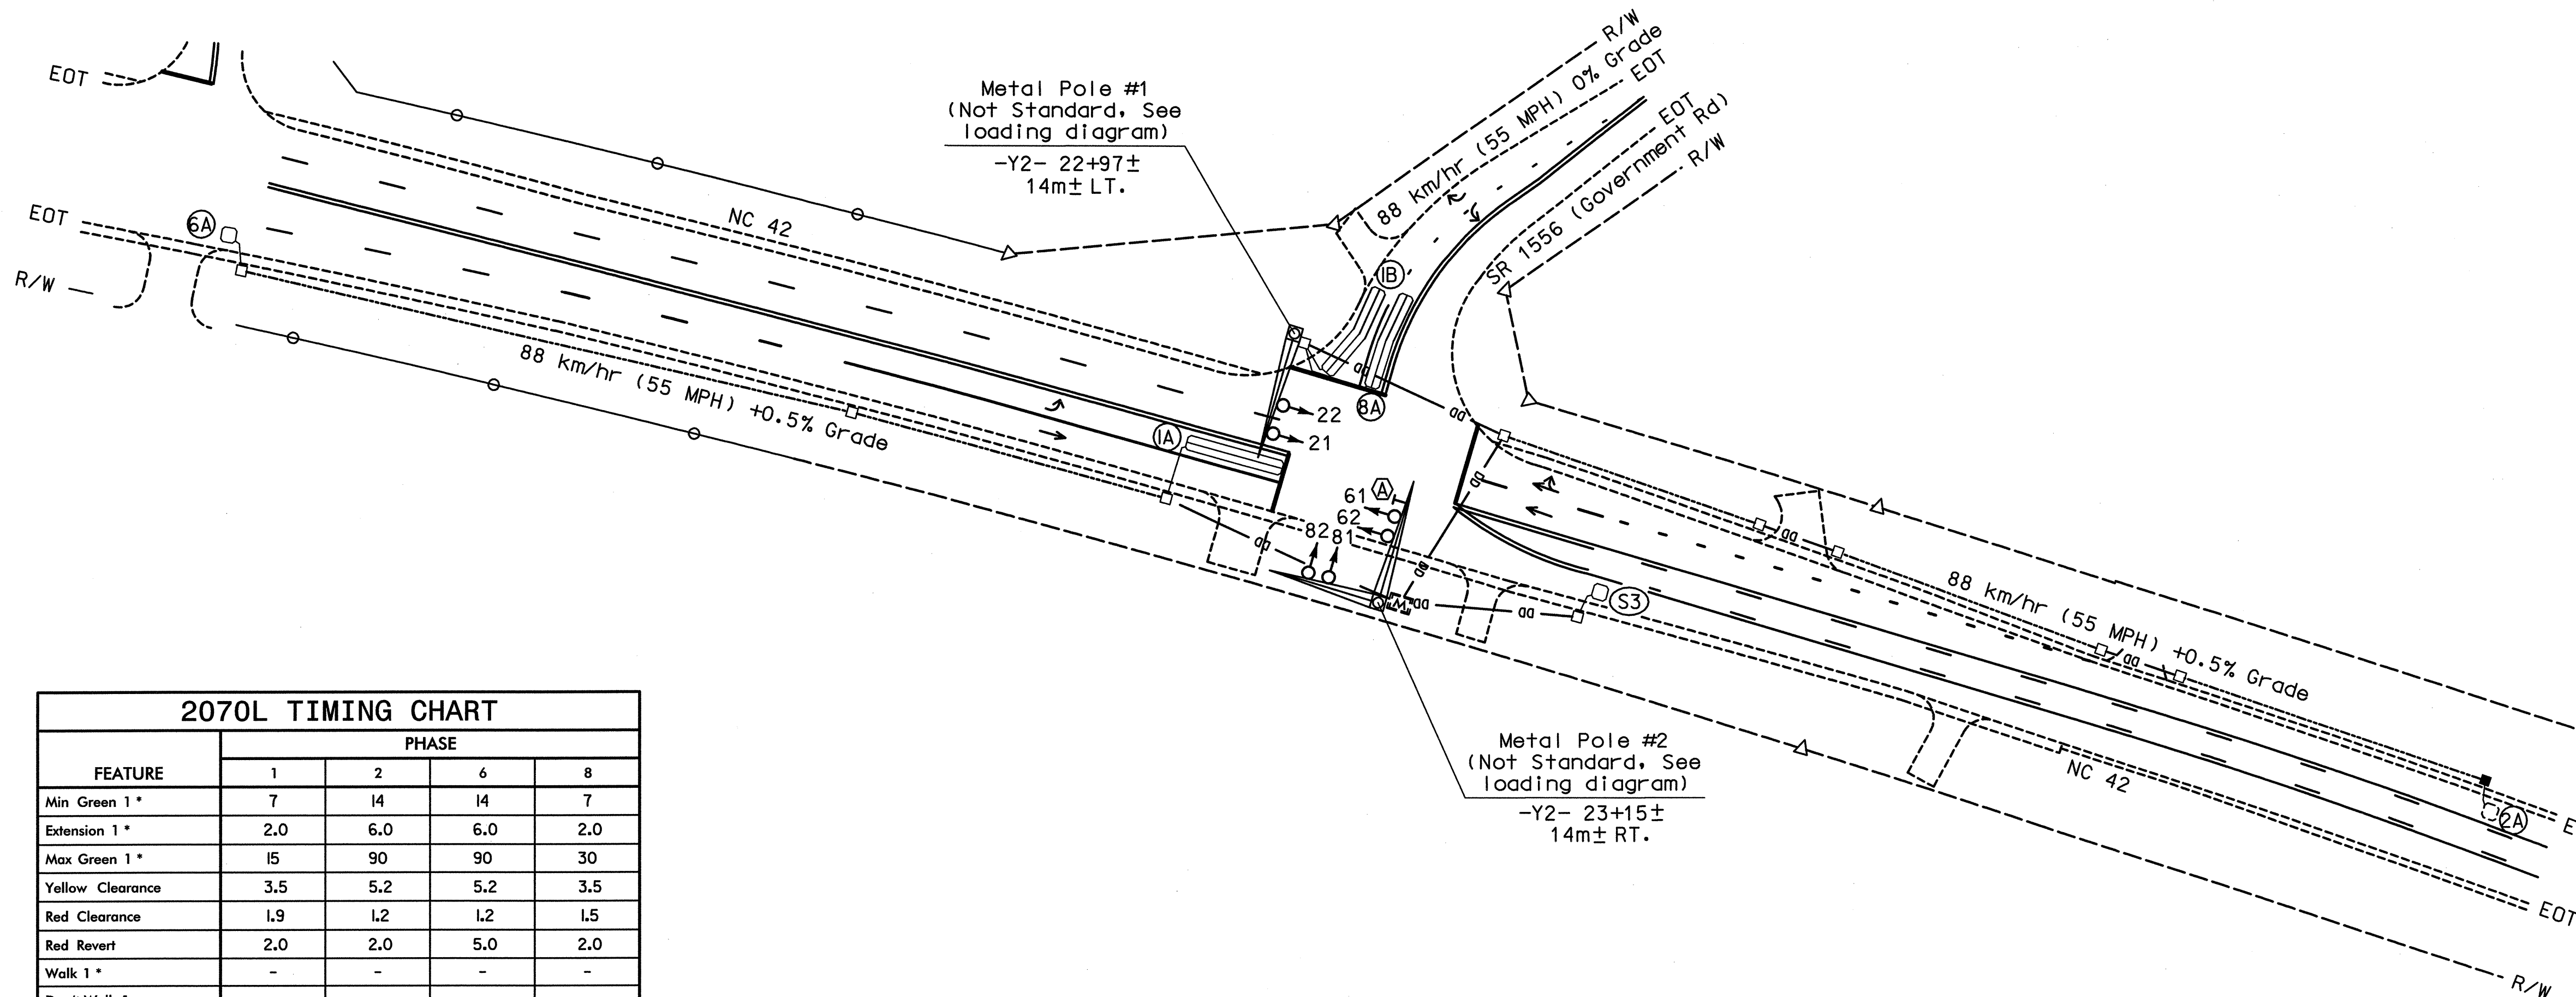 EOT
R/W
88 km/hr (55 MPH) 0% Grade
EOT
EOT
SR 1556 (Government Rd)
R/W
Metal Pole #1
(Not Standard, See
loading diagram)
-Y2- 22+97±
14m± LT.
EOT
R/W
6A
NC 42
88 km/hr (55 MPH) +0.5% Grade
1B
8A
22
21
1A
61
A
62
82
81
M
S3
88 km/hr (55 MPH) +0.5% Grade
Metal Pole #2
(Not Standard, See
loading diagram)
-Y2- 23+15±
14m± RT.
NC 42
2A
E
EOT
R/W
2070L TIMING CHART
FEATURE PHASE
1 2 6 8
Min Green 1 * 7 14 14 7
Extension 1 * 2.0 6.0 6.0 2.0
Max Green 1 * 15 90 90 30
Yellow Clearance 3.5 5.2 5.2 3.5
Red Clearance 1.9 1.2 1.2 1.5
Red Revert 2.0 2.0 5.0 2.0
Walk 1 * - - - -